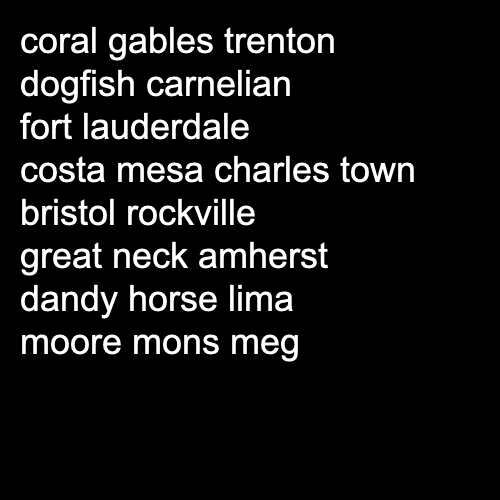 coral gables trenton
dogfish carnelian
fort lauderdale
costa mesa charles town
bristol rockville
great neck amherst
dandy horse lima
moore mons meg